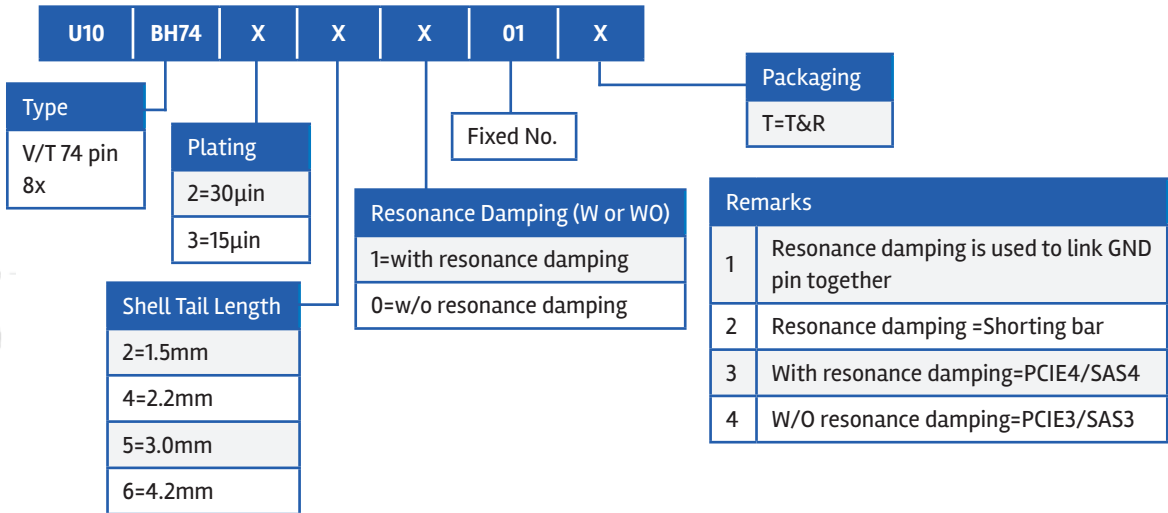 U10 BH74 X X X 01 X
Type
V/T 74 pin
8x
Plating
2=30µin
3=15µin
Shell Tail Length
2=1.5mm
4=2.2mm
5=3.0mm
6=4.2mm
Resonance Damping (W or WO)
1=with resonance damping
0=w/o resonance damping
Fixed No.
Packaging
T=T&R
Remarks
1 Resonance damping is used to link GND
pin together
2 Resonance damping =Shorting bar
3 With resonance damping=PCIE4/SAS4
4 W/O resonance damping=PCIE3/SAS3